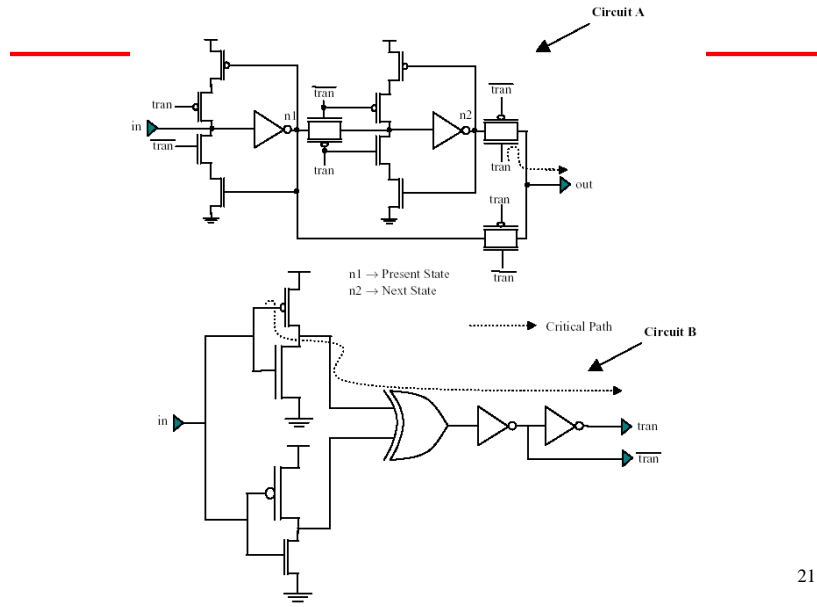 Circuit A
tran
tran
tran
n1
n2
in
tran
tran
tran
out
tran
tran
n1 → Present State
n2 → Next State
Critical Path
Circuit B
in
tran
tran
21